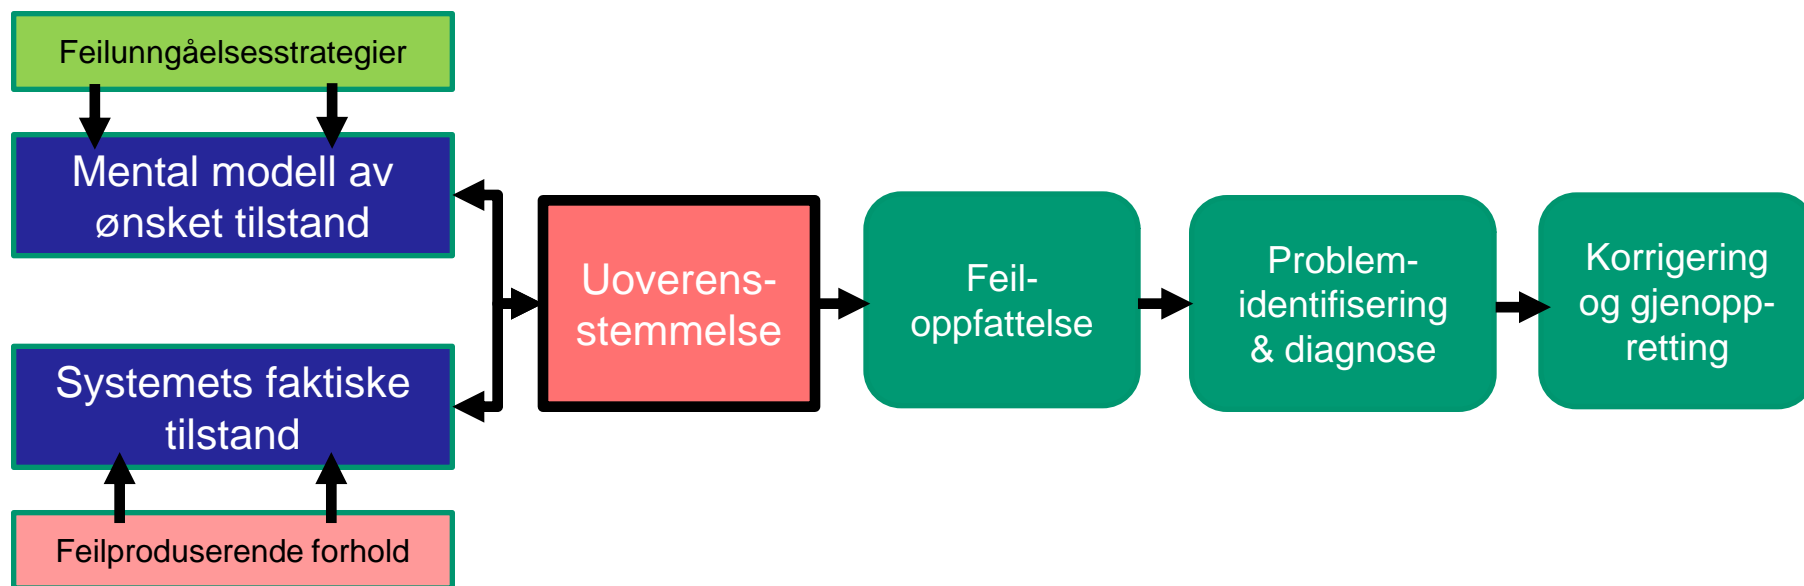 Feilunngåelsesstrategier
Mental modell av
ønsket tilstand
Systemets faktiske
tilstand
Feilproduserende forhold
Uoverens-
stemmelse
Feil-
oppfattelse
Problem-
identifisering
& diagnose
Korrigering
og gjenopp-
retting